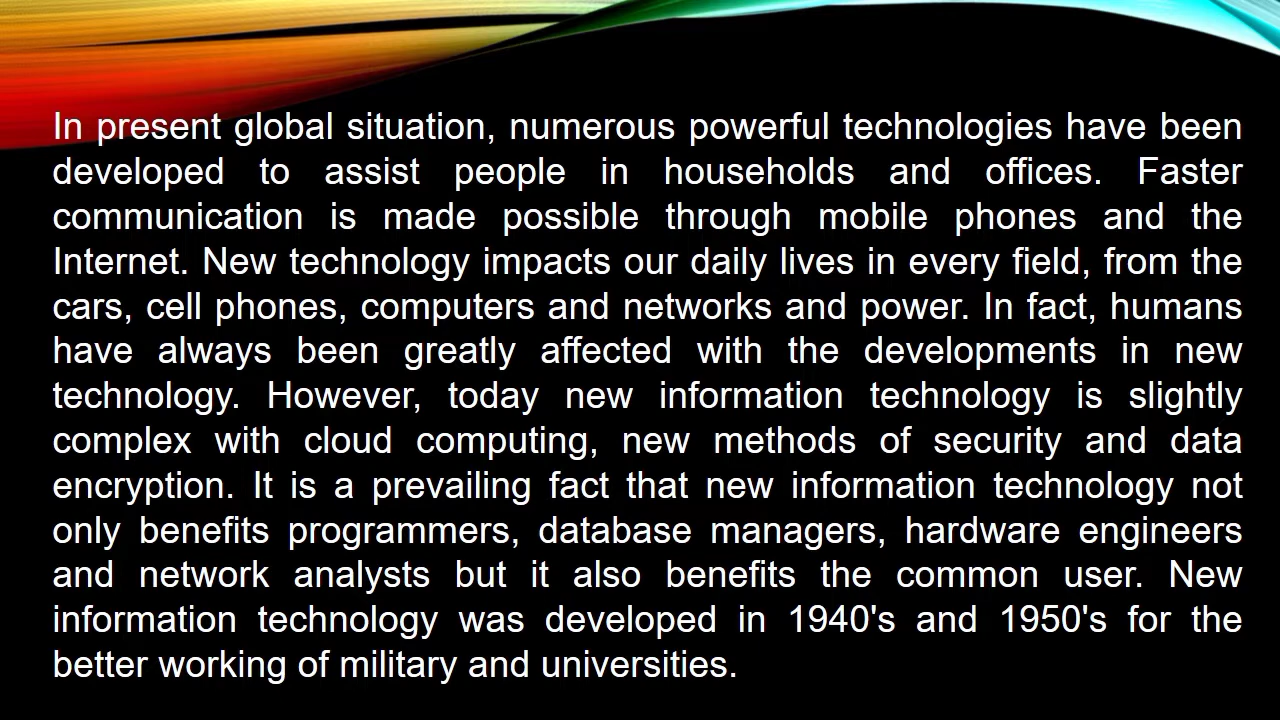 In present global situation, numerous powerful technologies have been
developed to assist people in households and offices. Faster
communication is made possible through mobile phones and the
Internet. New technology impacts our daily lives in every field, from the
cars, cell phones, computers and networks and power. In fact, humans
have always been greatly affected with the developments in new
technology. However, today new information technology is slightly
complex with cloud computing, new methods of security and data
encryption. It is a prevailing fact that new information technology not
only benefits programmers, database managers, hardware engineers
and network analysts but it also benefits the common user. New
information technology was developed in 1940's and 1950's for the
better working of military and universities.